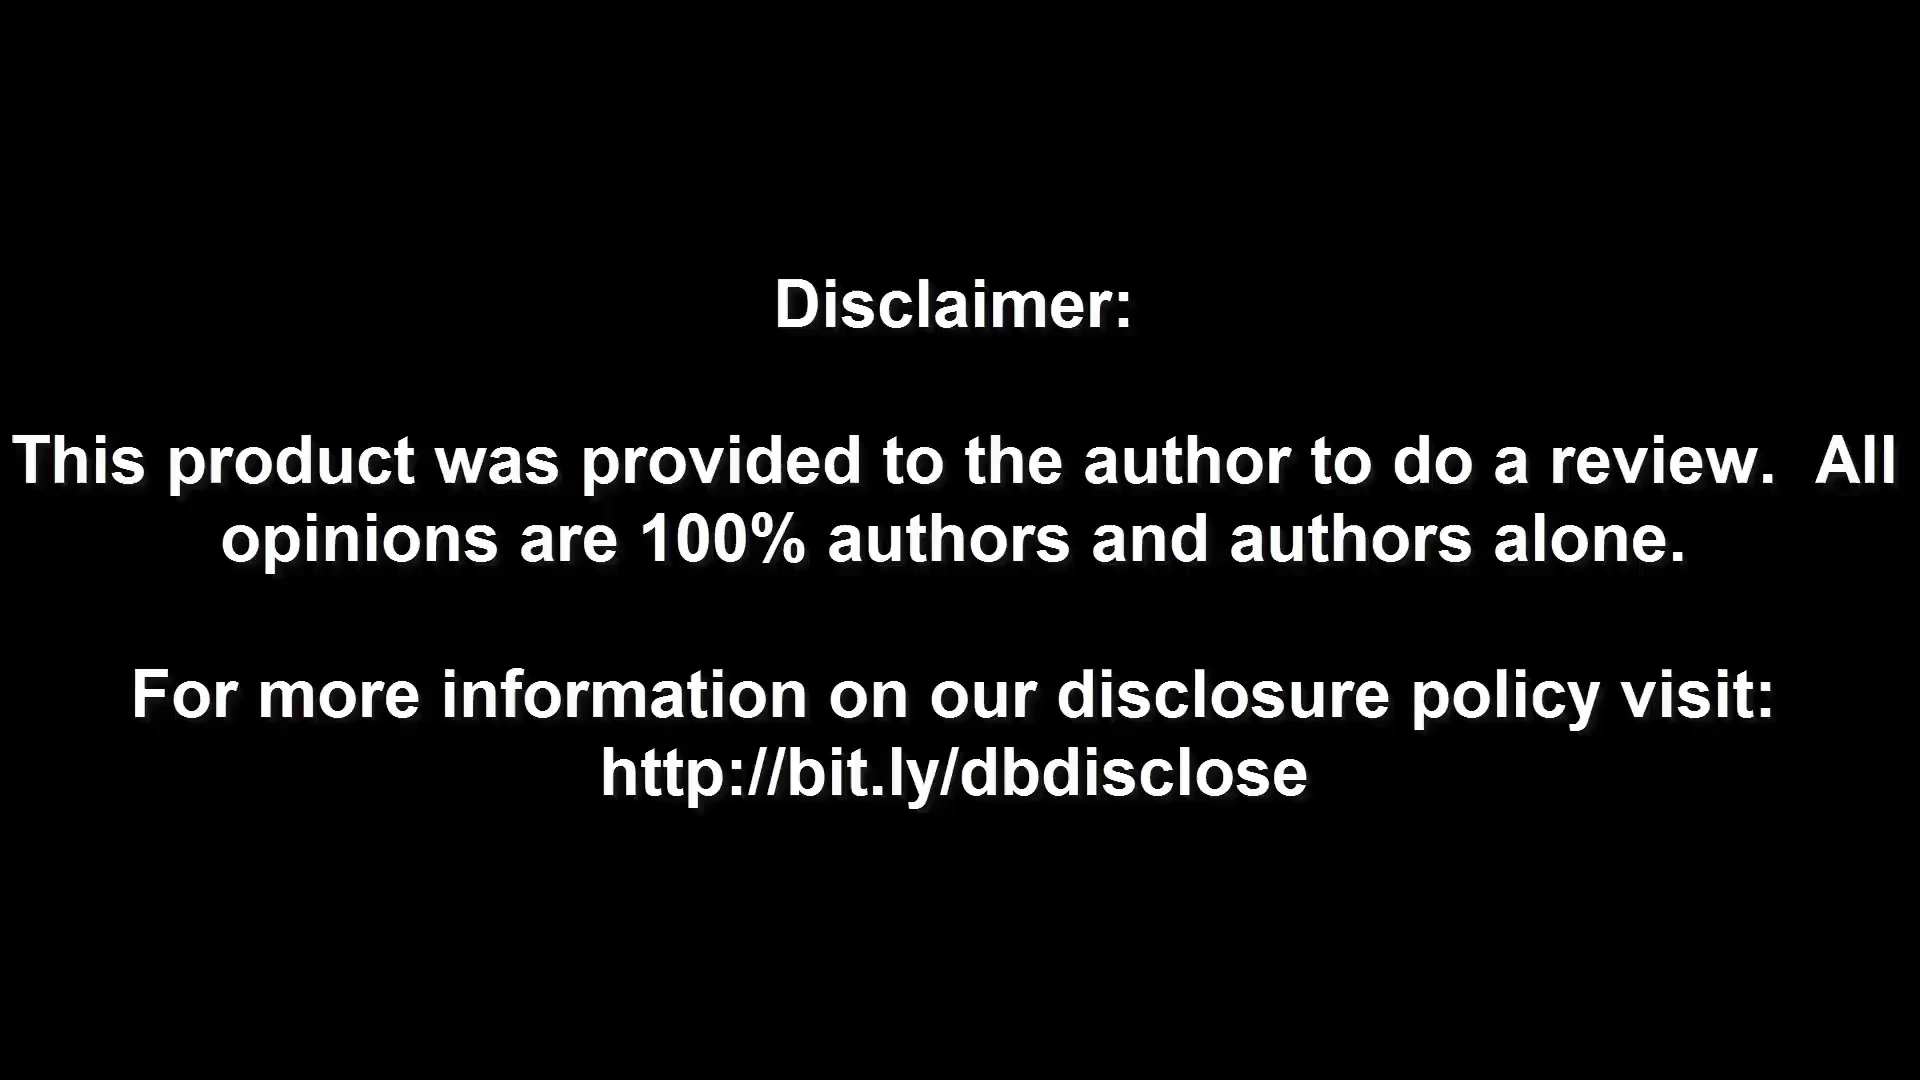 Disclaimer:
This product was provided to the author to do a review.  All
opinions are 100% authors and authors alone.
For more information on our disclosure policy visit:
http://bit.ly/dbdisclose